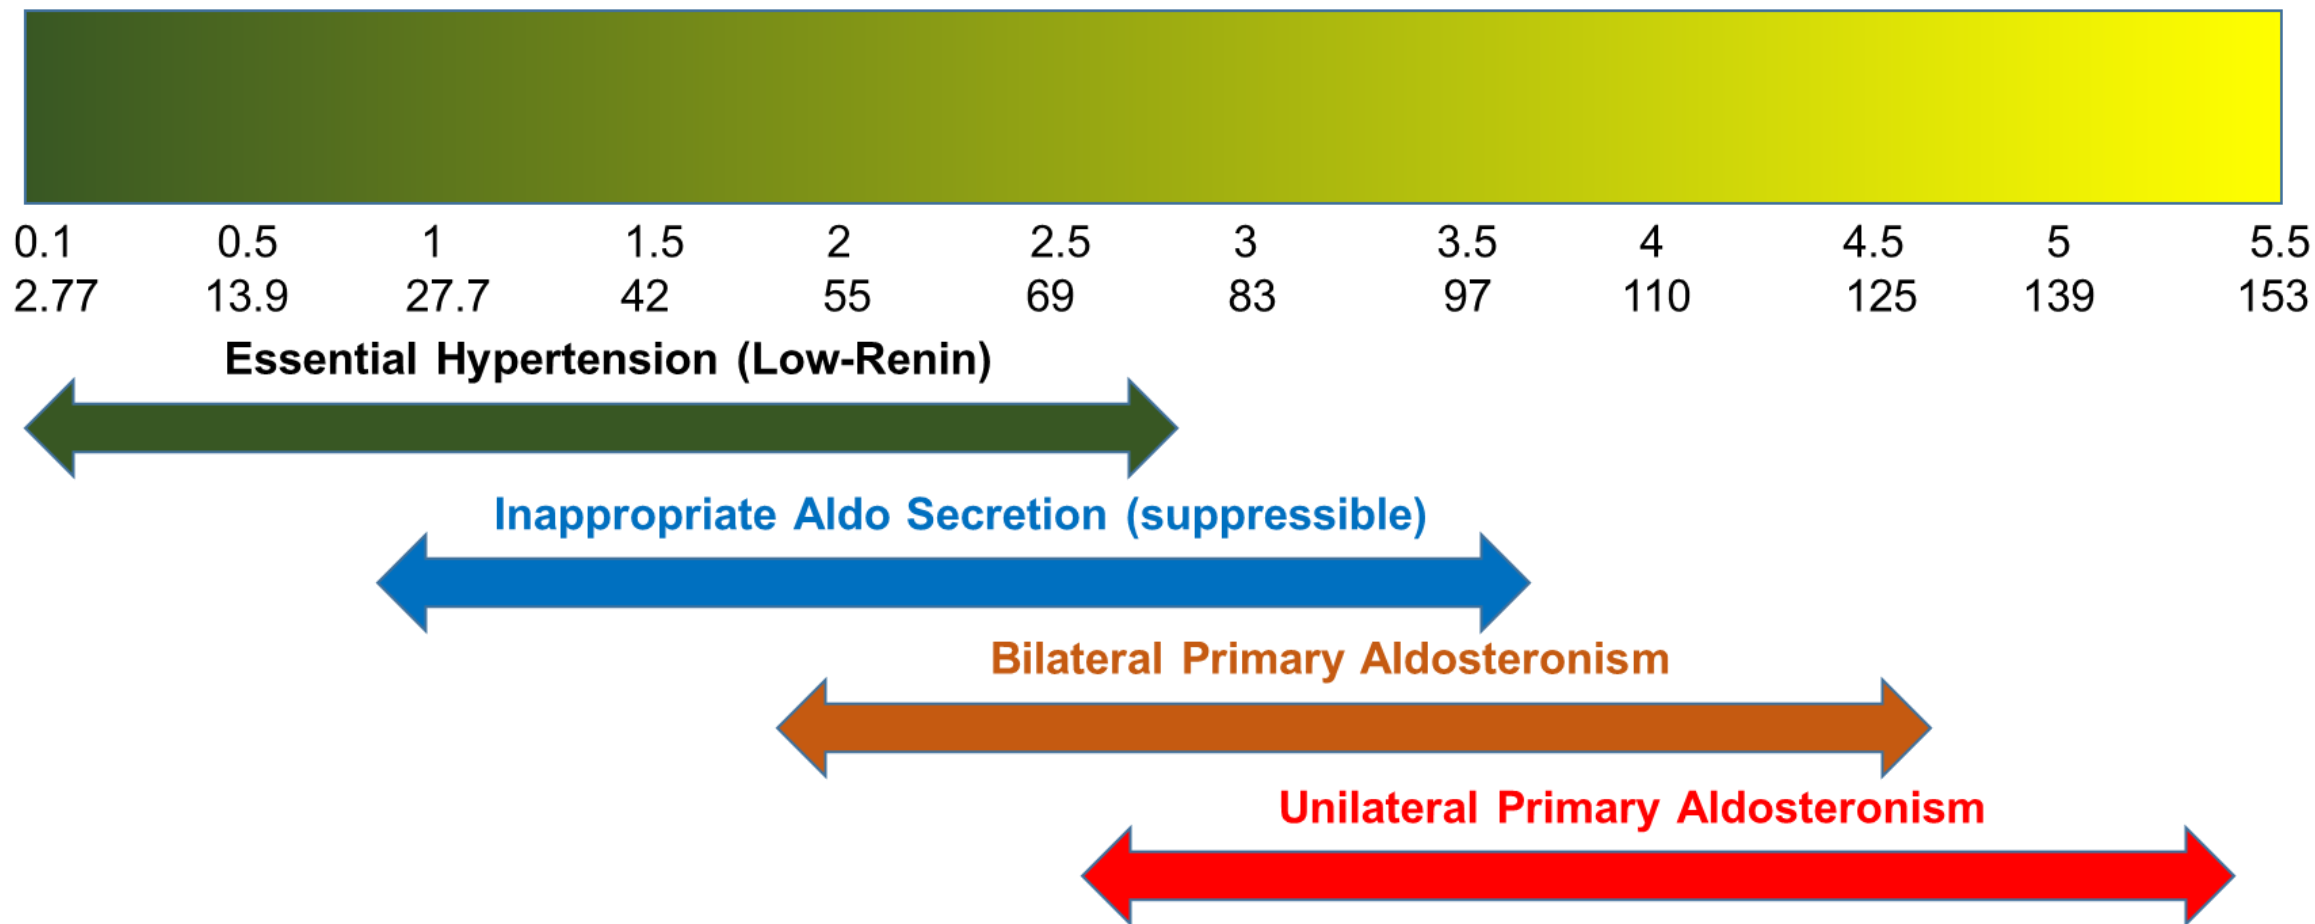 0.1 0.5 1 1.5 2 2.5 3 3.5 4 4.5 5 5.5
2.77 13.9 27.7 42 55 69 83 97 110 125 139 153
Essential Hypertension (Low-Renin)
Inappropriate Aldo Secretion (suppressible)
Bilateral Primary Aldosteronism
Unilateral Primary Aldosteronism